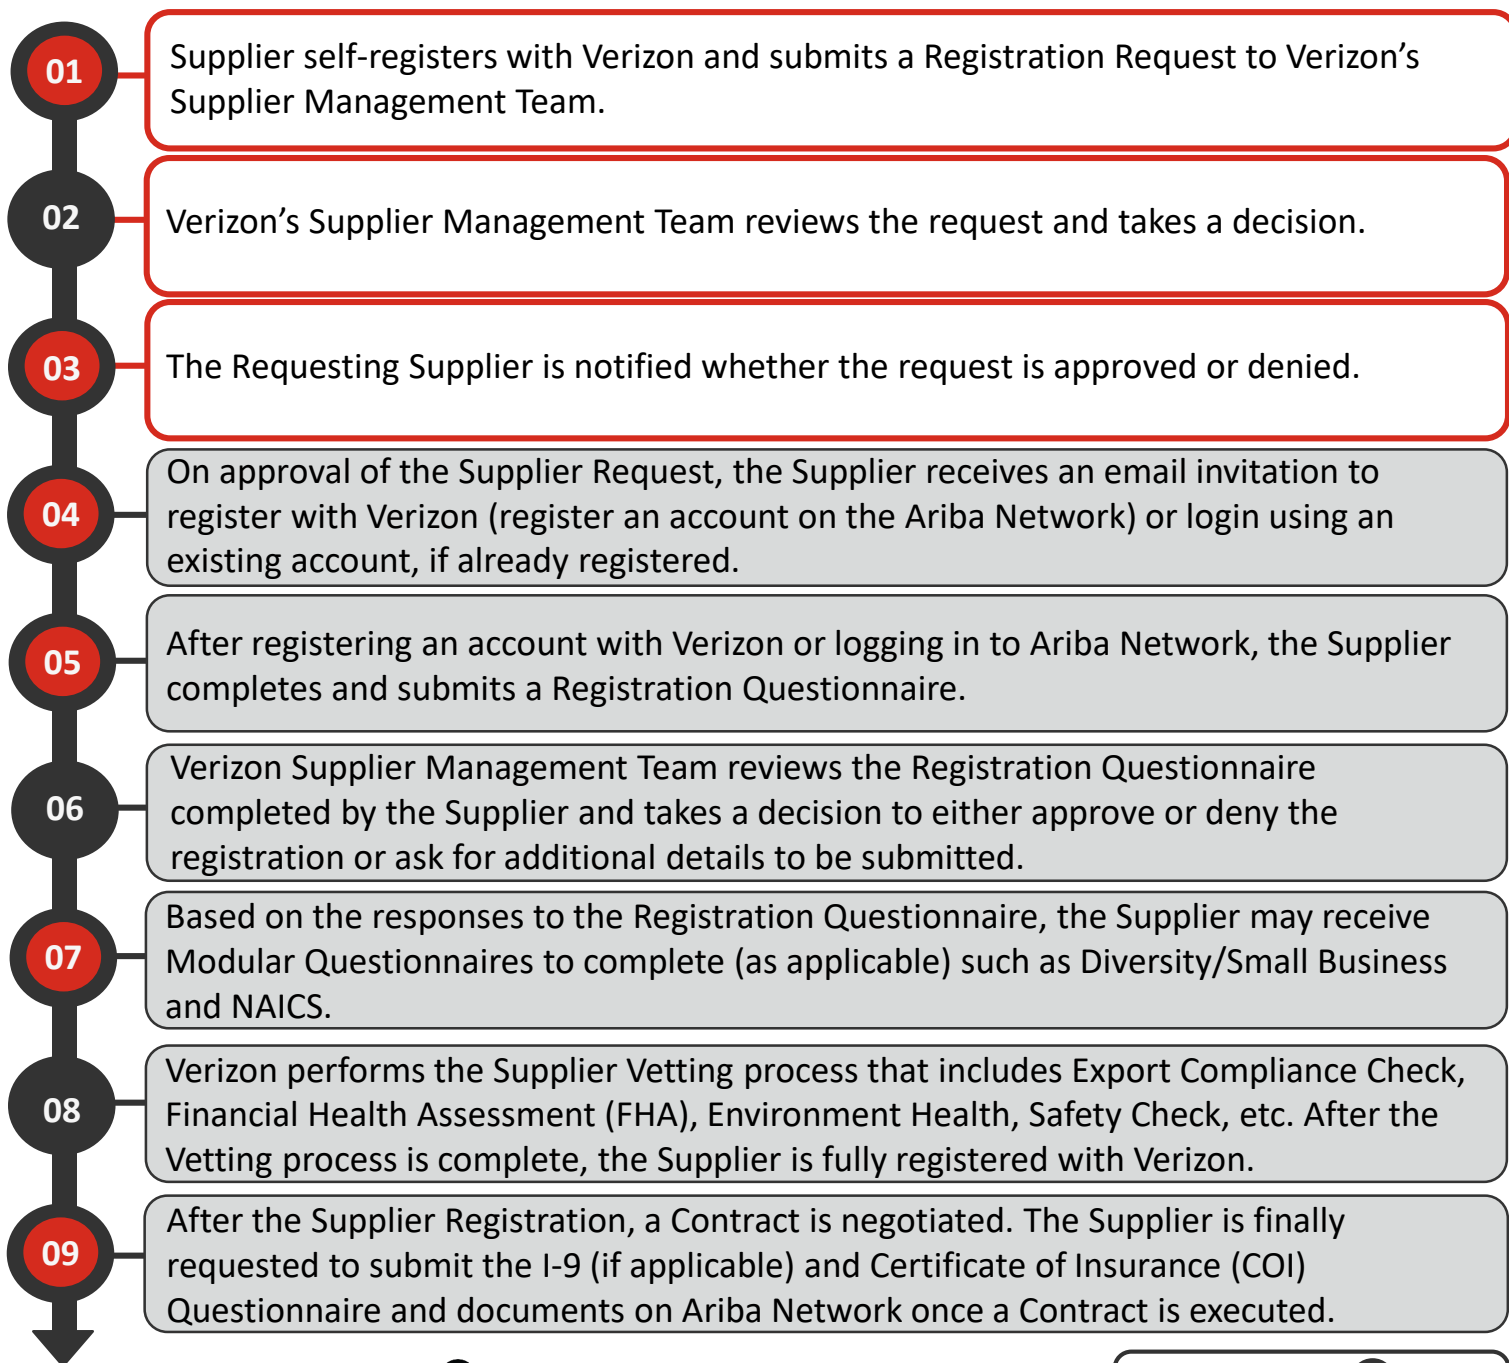 01
Supplier self-registers with Verizon and submits a Registration Request to Verizon’s
Supplier Management Team.
02
Verizon’s Supplier Management Team reviews the request and takes a decision.
03
The Requesting Supplier is notified whether the request is approved or denied.
04
On approval of the Supplier Request, the Supplier receives an email invitation to
register with Verizon (register an account on the Ariba Network) or login using an
existing account, if already registered.
05
After registering an account with Verizon or logging in to Ariba Network, the Supplier
completes and submits a Registration Questionnaire.
06
Verizon Supplier Management Team reviews the Registration Questionnaire
completed by the Supplier and takes a decision to either approve or deny the
registration or ask for additional details to be submitted.
07
Based on the responses to the Registration Questionnaire, the Supplier may receive
Modular Questionnaires to complete (as applicable) such as Diversity/Small Business
and NAICS.
08
Verizon performs the Supplier Vetting process that includes Export Compliance Check,
Financial Health Assessment (FHA), Environment Health, Safety Check, etc. After the
Vetting process is complete, the Supplier is fully registered with Verizon.
09
After the Supplier Registration, a Contract is negotiated. The Supplier is finally
requested to submit the I-9 (if applicable) and Certificate of Insurance (COI)
Questionnaire and documents on Ariba Network once a Contract is executed.